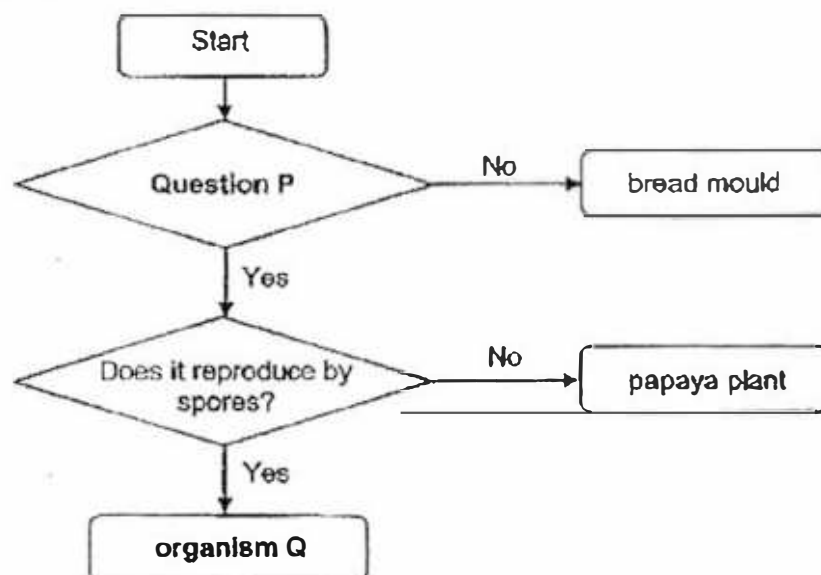 Start
Question P
No
bread mould
Yes
Does it reproduce by
spores?
No
papaya plant
Yes
organism Q